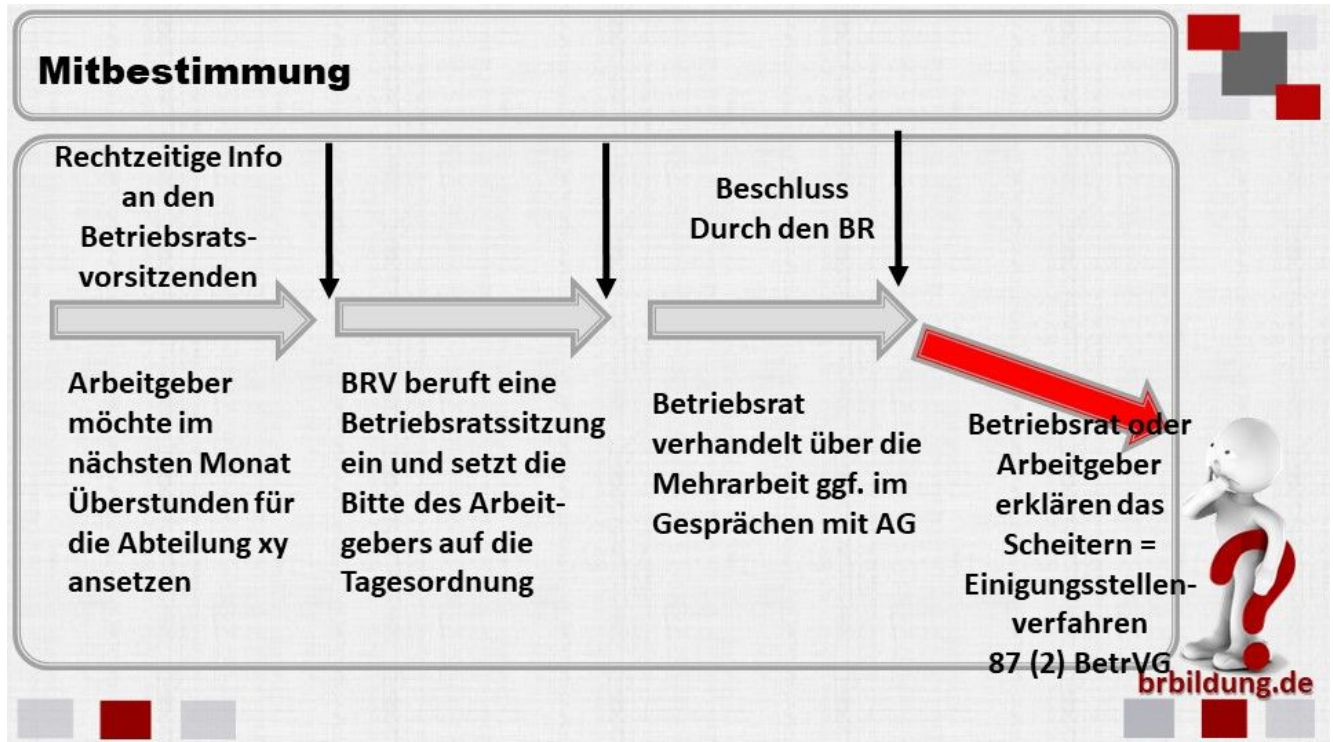 Mitbestimmung
Rechtzeitige Info
an den
Betriebsrats-
vorsitzenden
Arbeitgeber
möchte im
nächsten Monat
Überstunden für
die Abteilung xy
ansetzen
BRV beruft eine
Betriebsratssitzung
ein und setzt die
Bitte des Arbeit-
gebers auf die
Tagesordnung
Beschluss
Durch den BR
Betriebsrat
verhandelt über die
Mehrarbeit ggf. im
Gesprächen mit AG
Betriebsrat oder
Arbeitgeber
erklären das
Scheitern =
Einigungsstellen-
verfahren
87 (2) BetrVG
brbildung.de